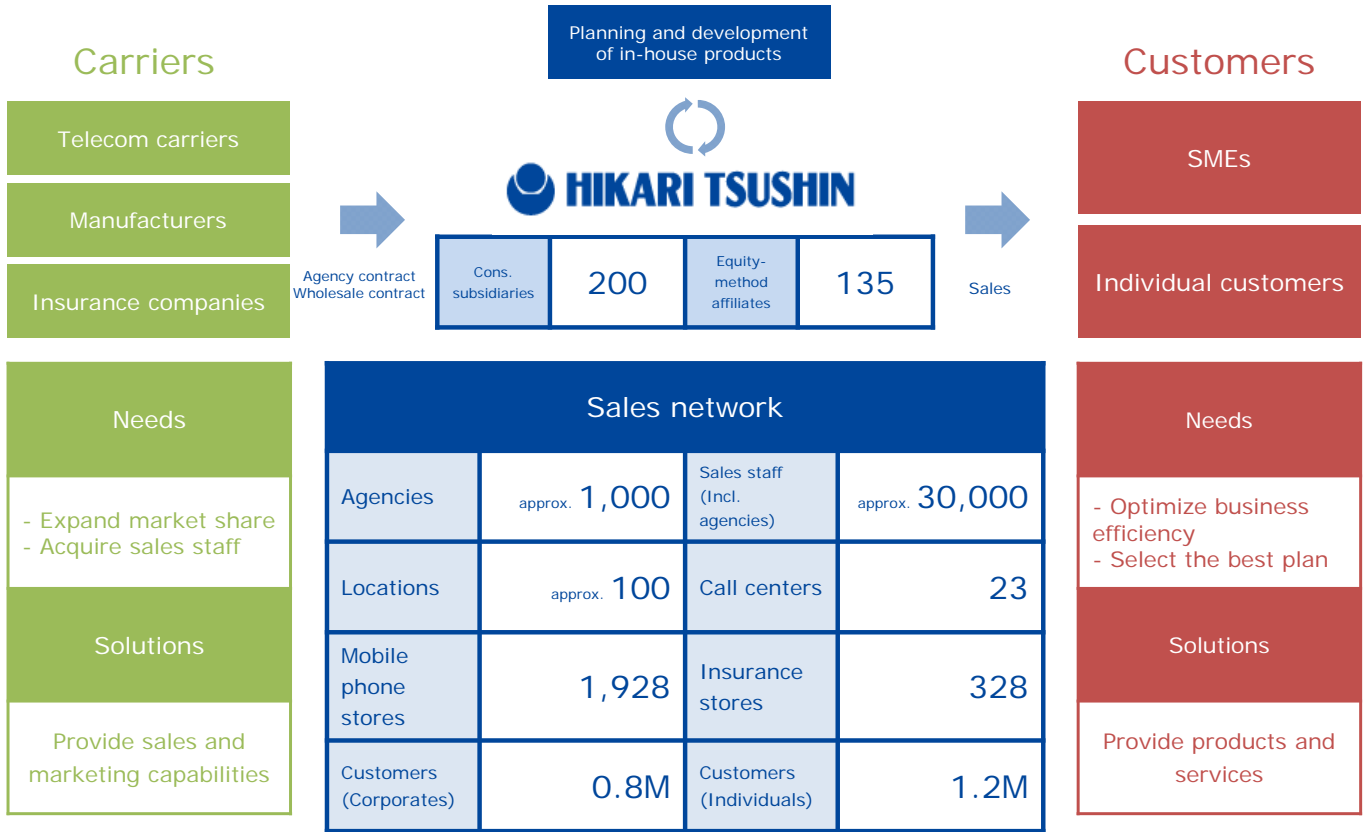 Planning and development
of in-house products
Carriers
Customers
Telecom carriers
Manufacturers
Insurance companies
Agency contract
Wholesale contract
HIKARI TSUSHIN
Cons.
subsidiaries
200
Equity-
method
affiliates
135
Sales
SMEs
Individual customers
Needs
- Expand market share
- Acquire sales staff
Solutions
Provide sales and
marketing capabilities
Sales network
Agencies
approx. 1,000
Sales staff
(Incl.
agencies)
approx. 30,000
Locations
approx. 100
Call centers
23
Mobile
phone
stores
1,928
Insurance
stores
328
Customers
(Corporates)
0.8M
Customers
(Individuals)
1.2M
Needs
- Optimize business
efficiency
- Select the best plan
Solutions
Provide products and
services